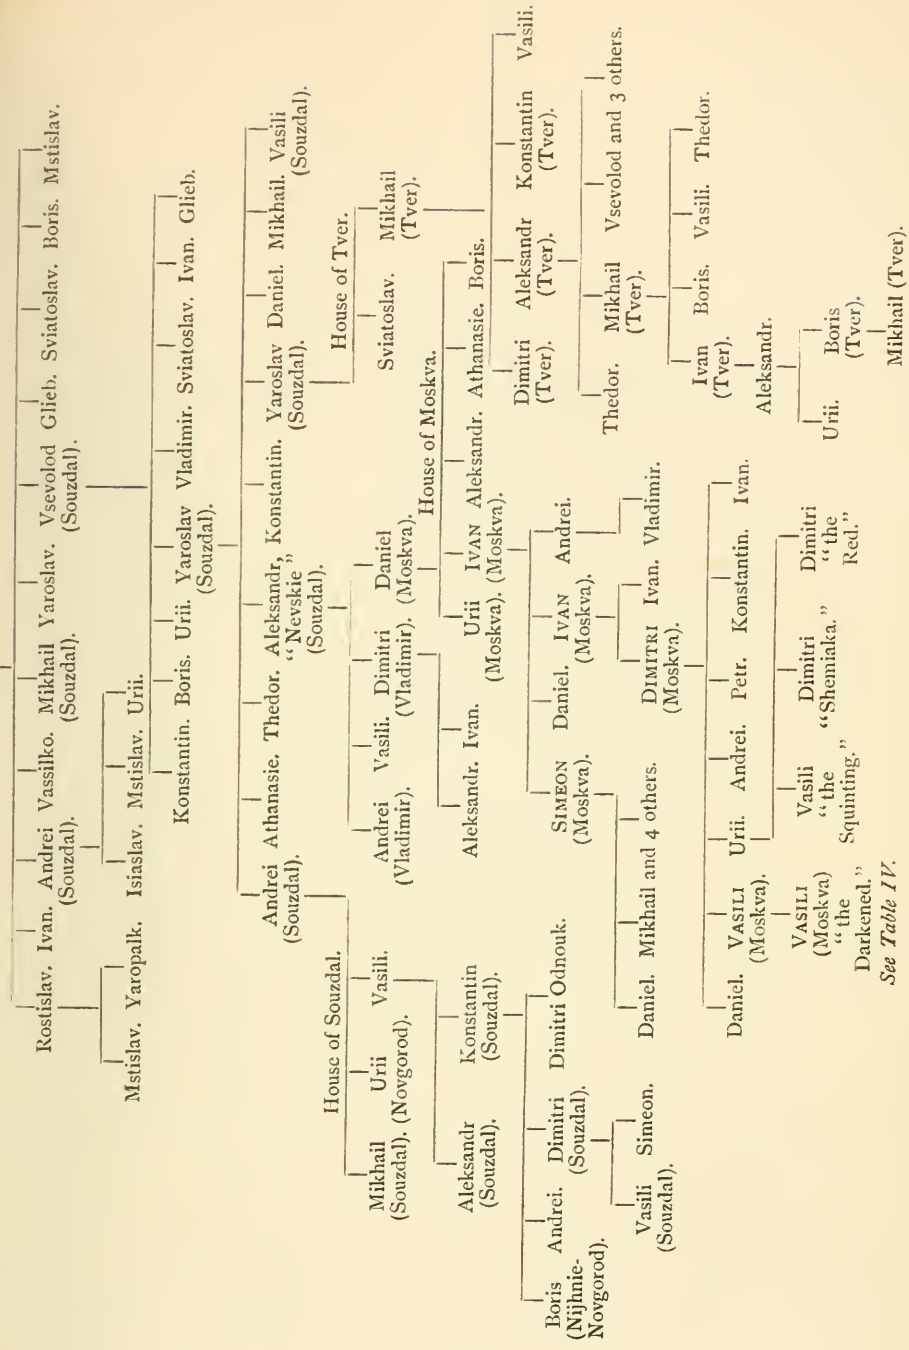 Rostislav. Ivan. Andrei Vassilko. Mikhail Yaroslav. Vsevolod Glieb. Sviatoslav. Boris. Mstislav.
(Souzdal). (Souzdal). (Souzdal).
Mstislav. Yaropalk. Isiaslav. Mstislav. Urii.
Konstantin. Boris. Urii. Yaroslav Vladimir. Sviatoslav. Ivan. Glieb.
(Souzdal).
Andrei Athanasie. Thedor. Aleksandr, Konstantin. Yaroslav Daniel. Mikhail. Vasili
(Souzdal). “Nevskie” (Souzdal). (Souzdal).
(Souzdal).
House of Souzdal. House of Tver.
Mikhail Urii Vasili. Andrei Vasili. Dimitri Daniel Sviatoslav. Mikhail
(Souzdal). (Novgorod). (Vladimir). (Vladimir). (Moskva). (Tver).
House of Moskva.
Aleksandr Konstantin Aleksandr. Ivan. Urii IVAN Aleksandr. Athanasie. Boris.
(Souzdal). (Souzdal). (Moskva). (Moskva).
Dimitri Aleksandr Konstantin Vasili.
(Tver). (Tver). (Tver).
Boris Andrei. Dimitri Dimitri Odnouk. SIMEON Daniel. IVAN Andrei.
(Nijhnie- (Souzdal). (Moskva). (Moskva).
Novgorod).
Thedor. Mikhail Vsevolod and 3 others.
(Tver).
Vasili Simeon. Daniel. Mikhail and 4 others. DIMITRI Ivan. Vladimir.
(Souzdal). (Moskva).
Ivan Boris. Vasili. Thedor.
(Tver).
Daniel. VASILI Urii. Andrei. Petr. Konstantin. Ivan.
(Moskva).
Aleksandr.
VASILI Vasili Dimitri Dimitri
(Moskva) “the “Shemiaka.” “the
“the Squinting.” Red.”
Darkened.”
Urii. Boris
(Tver).
See Table IV.
Mikhail (Tver).